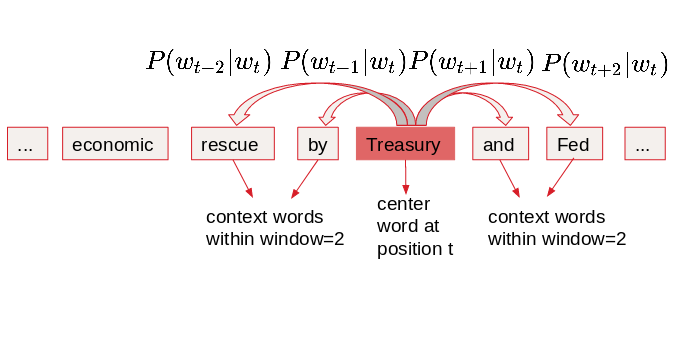 P(w_{t-2}|w_t) P(w_{t-1}|w_t) P(w_{t+1}|w_t) P(w_{t+2}|w_t)
... economic rescue by Treasury and Fed ...
context words
within window=2
center
word at
position t
context words
within window=2